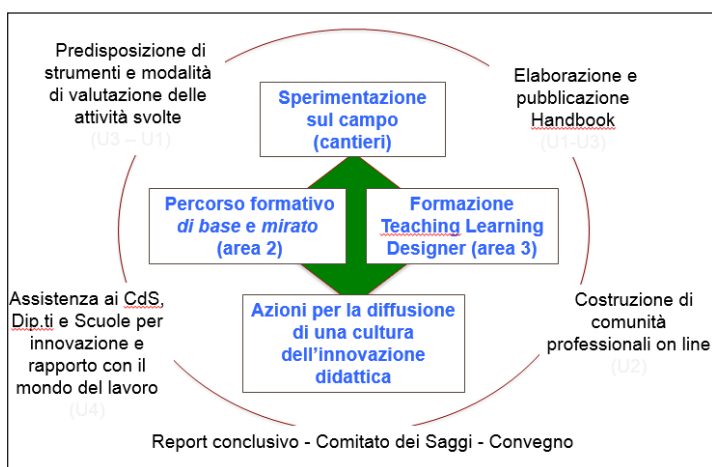 Predisposizione di
strumenti e modalità
di valutazione delle
attività svolte
(U3 – U1)
Elaborazione e
pubblicazione
Handbook
(U1-U3)
Sperimentazione
sul campo
(cantieri)
Percorso formativo
di base e mirato
(area 2)
Formazione
Teaching Learning
Designer (area 3)
Assistenza ai CdS,
Dip.ti e Scuole per
innovazione e
rapporto con il
mondo del lavoro
(U4)
Azioni per la diffusione
di una cultura
dell'innovazione
didattica
Costruzione di
comunità
professionali on line
(U2)
Report conclusivo - Comitato dei Saggi - Convegno